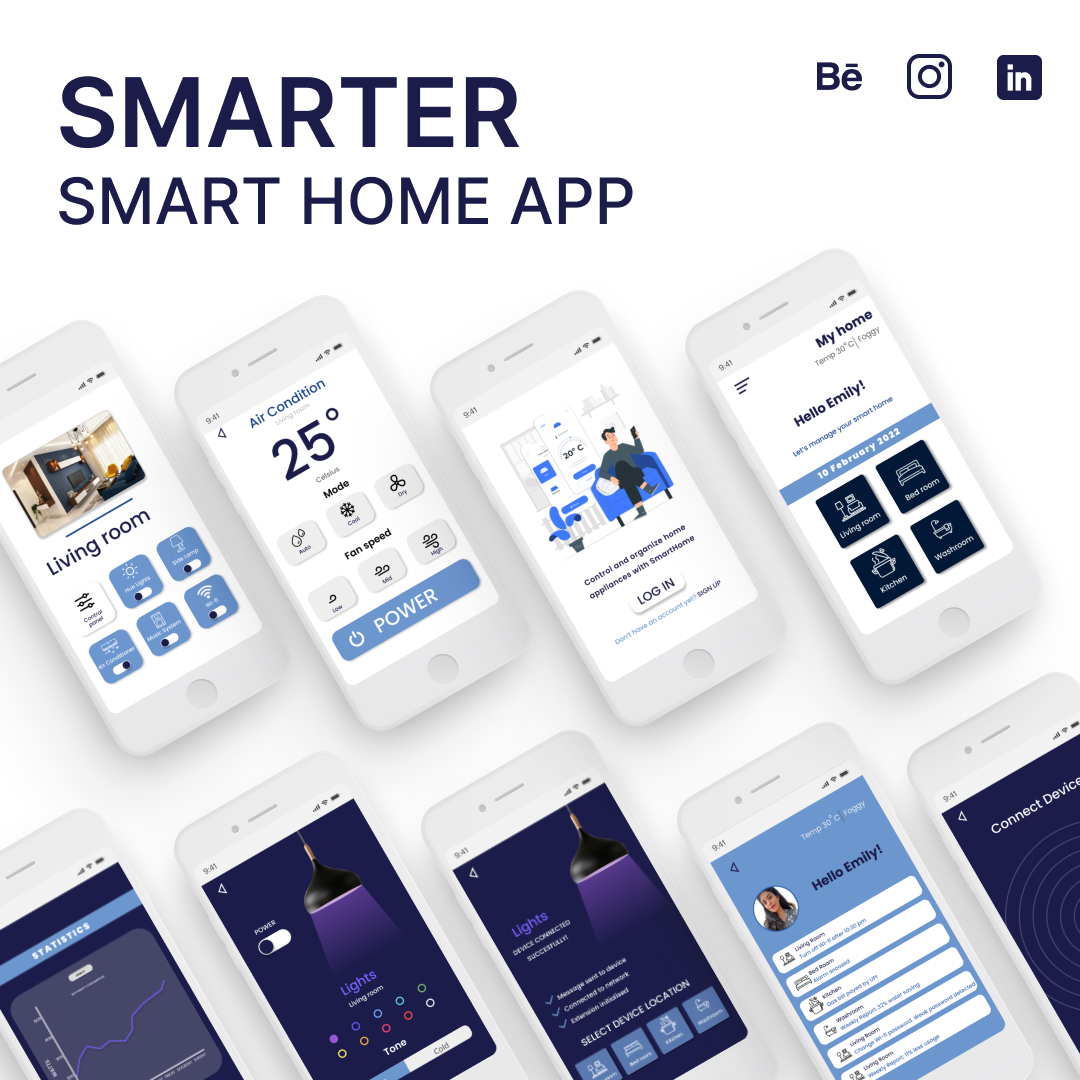 SMARTER
SMART HOME APP
Bē
in
Living room
Control
panel
Hue Lights
Side Lamp
Air Conditioner
Music System
Wi-fi
9:41
Air Condition
Living room
25°
Celsius
Mode
Auto
Cool
Dry
Fan speed
Low
Mid
High
POWER
9:41
20° C
Control and organize home
appliances with SmartHome
LOG IN
Don't have an account yet? SIGN UP
9:41
My home
Temp 30°C| Foggy
Hello Emily!
Let's manage your smart home
10 February 2022
Living room
Bed room
Kitchen
Washroom
STATISTICS
WATTS
9:41
POWER
Lights
Living room
Tone
Cold
9:41
Lights
DEVICE CONNECTED
SUCCESFULLY!
Message sent to device
Connected to network
Extension initialised
SELECT DEVICE LOCATION
room
Bed room
Kitchen
Washroom
9:41
Temp 30°C| Foggy
Hello Emily!
Living Room
Turn off Wi-fi after 10:30 pm
Bed Room
Alarm snoozed
Kitchen
Gas bill payed by UPI
Washroom
Weekly Report: 32% water saving
Living Room
Change Wi-fi password. Weak password detected
Living Room
Weekly Report: 11% less usage
9:41
Connect Device